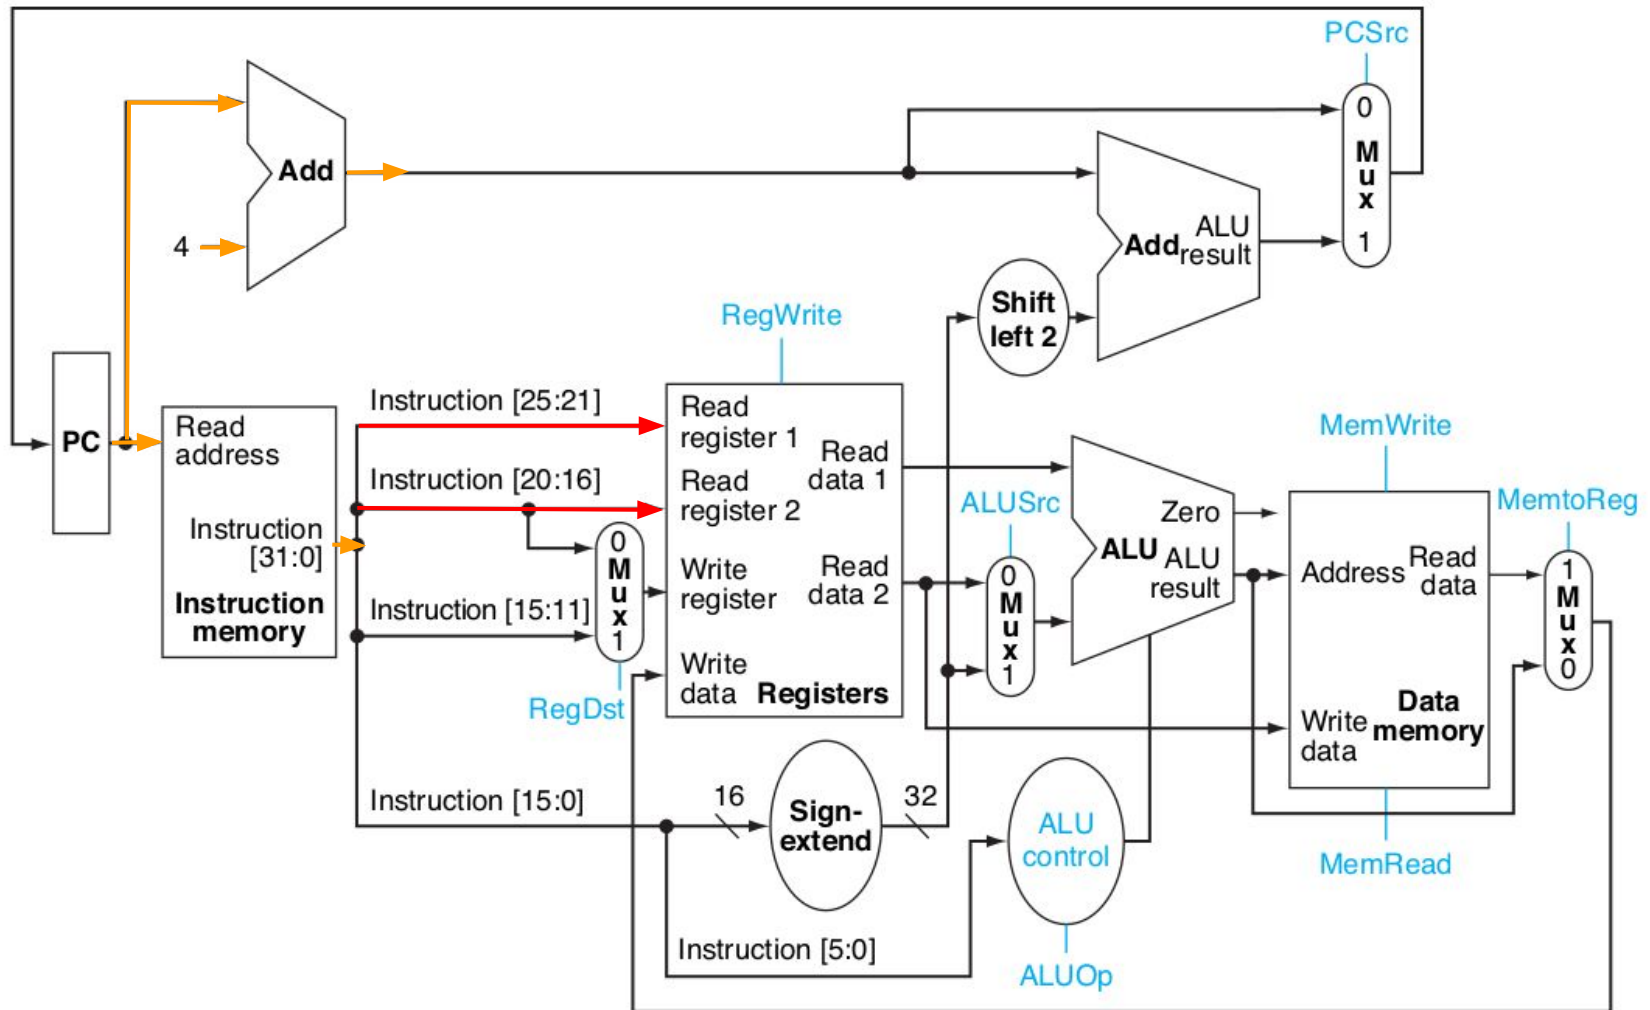 PCSrc
0
M
u
x
1
Add
4
Add
ALU
result
Shift
left 2
RegWrite
PC
Read
address
Instruction
[31:0]
Instruction
memory
Instruction [25:21]
Instruction [20:16]
Instruction [15:11]
Instruction [15:0]
0
M
u
x
1
RegDst
Read
register 1
Read
register 2
Write
register
Write
data
Read
data 1
Read
data 2
Registers
ALUSrc
0
M
u
x
1
Zero
ALU
ALU
result
MemWrite
Address
Read
data
Write
data
Data
memory
MemRead
MemtoReg
1
M
u
x
0
16
Sign-
extend
32
ALU
control
ALUOp
Instruction [5:0]